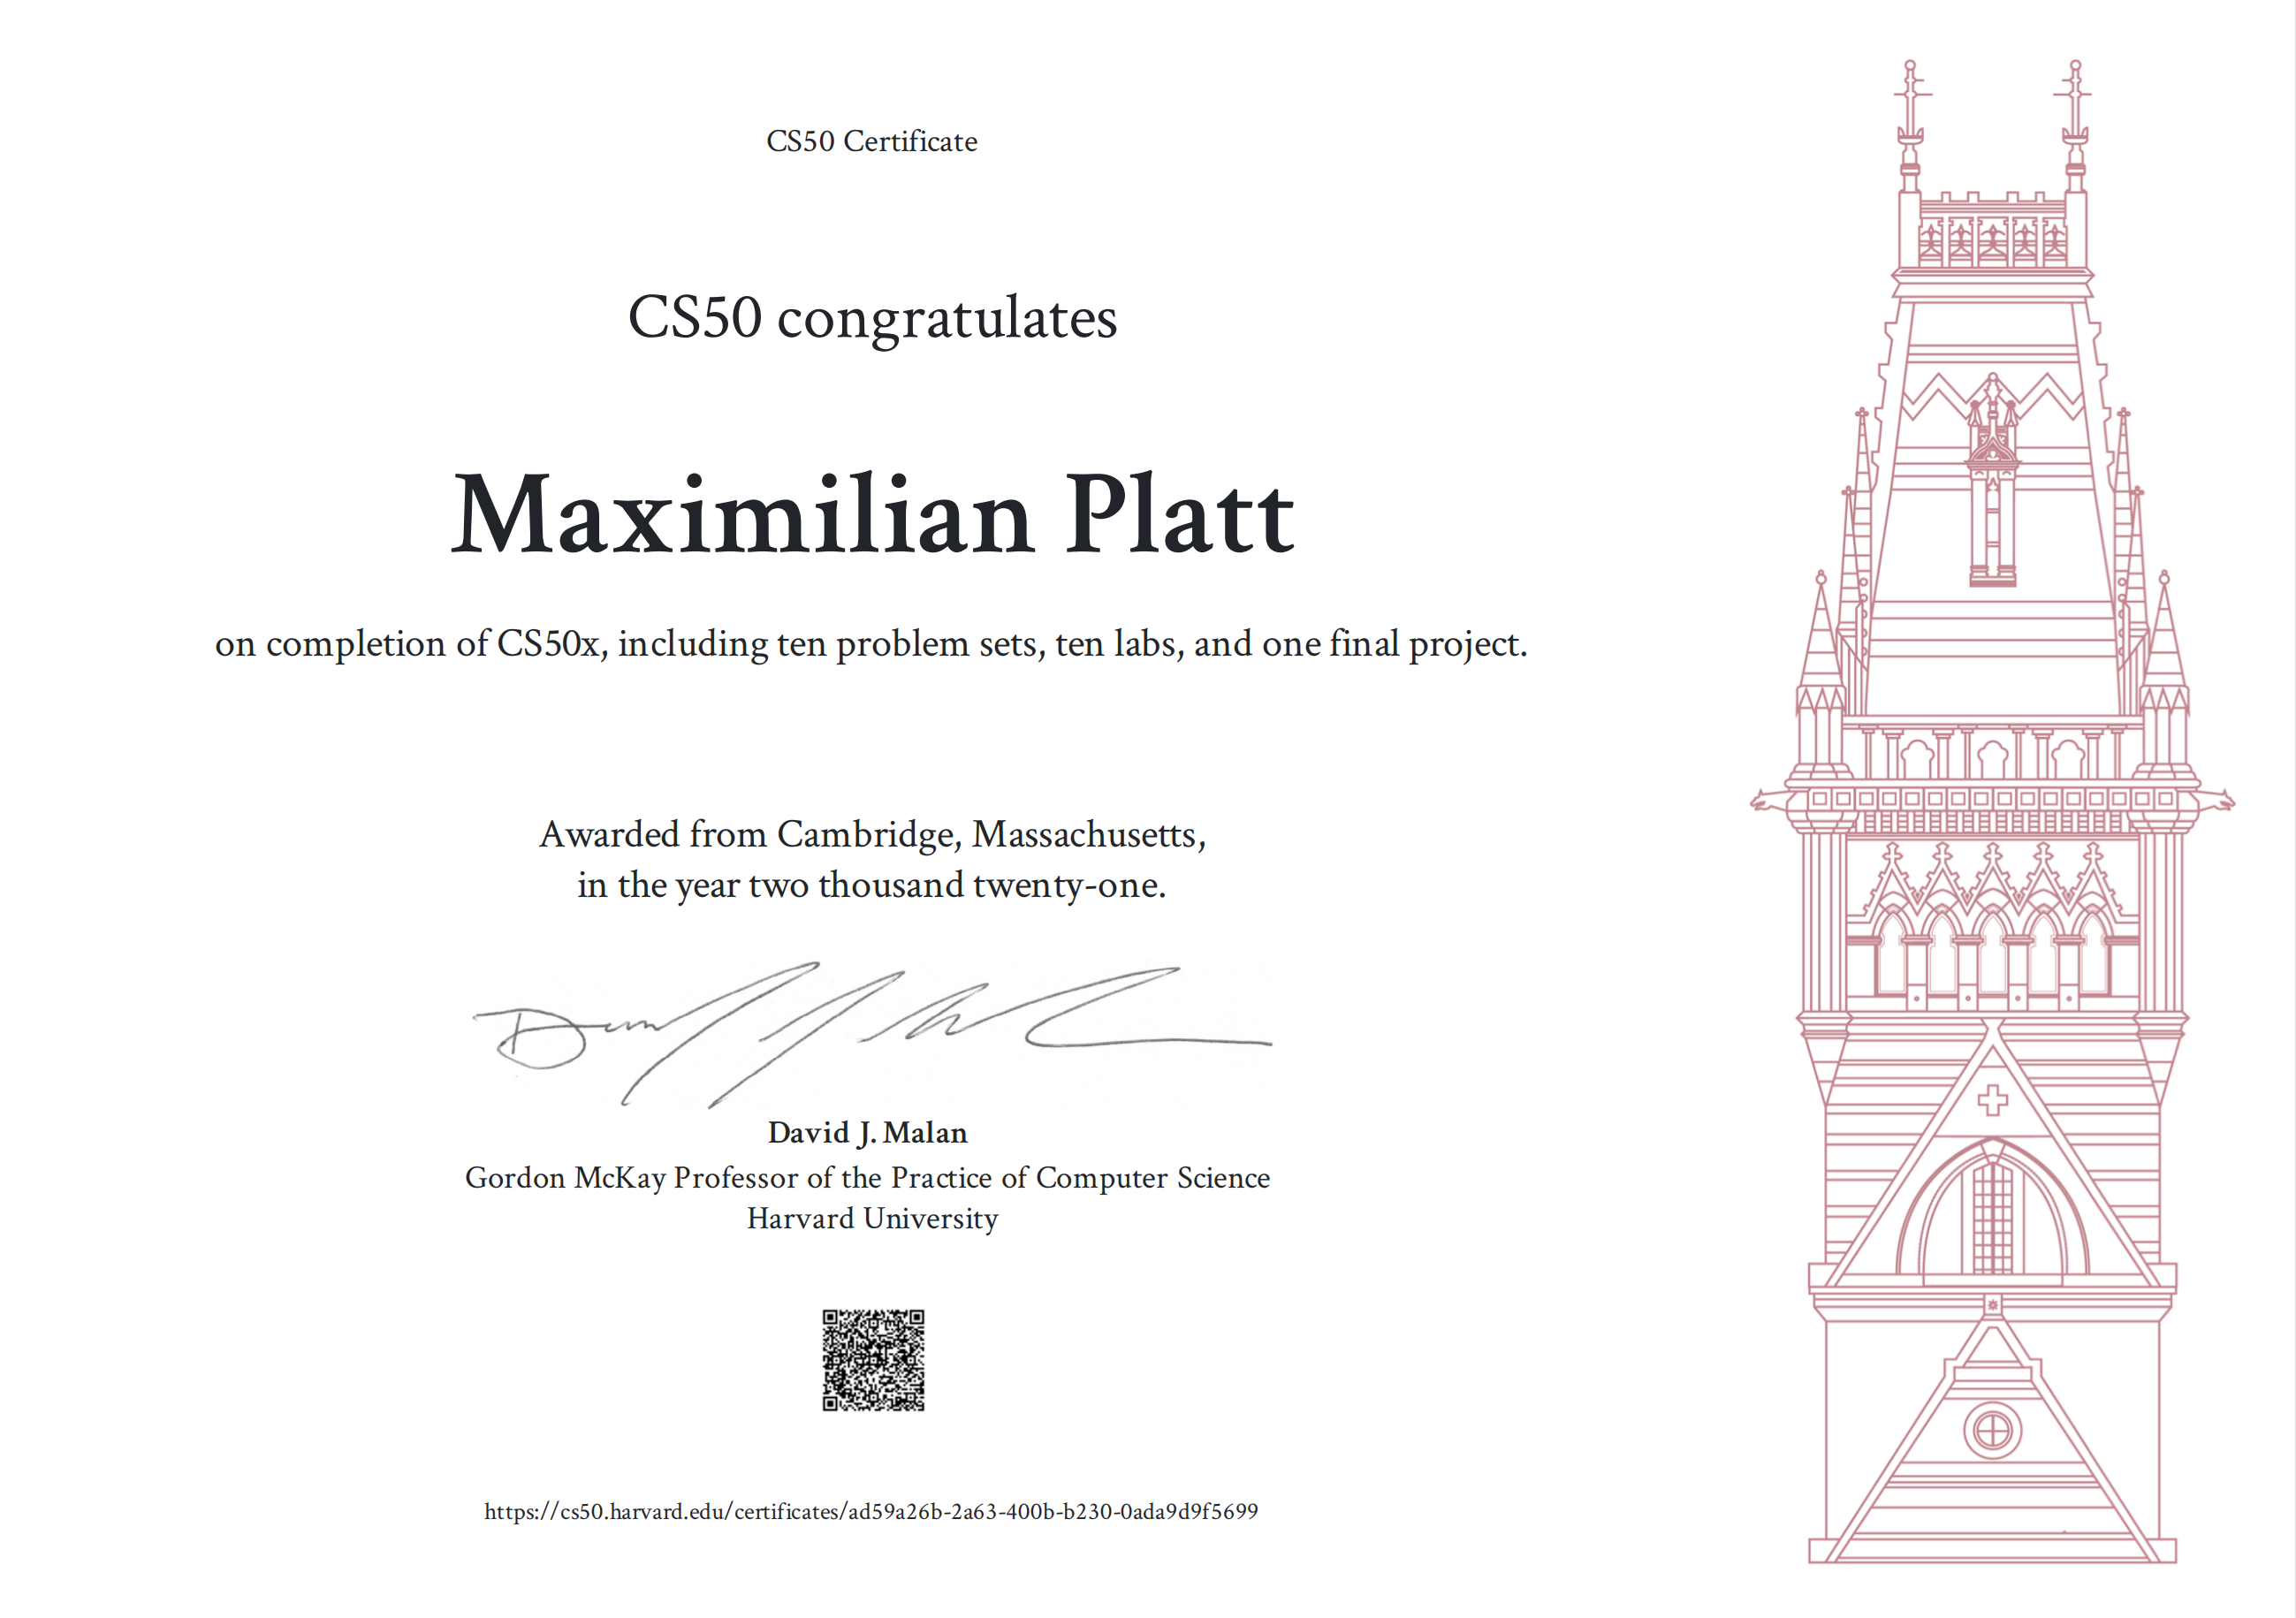 CS50 Certificate
CS50 congratulates
Maximilian Platt
on completion of CS50x, including ten problem sets, ten labs, and one final project.
Awarded from Cambridge, Massachusetts,
in the year two thousand twenty-one.
David J. Malan
Gordon McKay Professor of the Practice of Computer Science
Harvard University
https://cs50.harvard.edu/certificates/ad59a26b-2a63-400b-b230-0ada9d9f5699